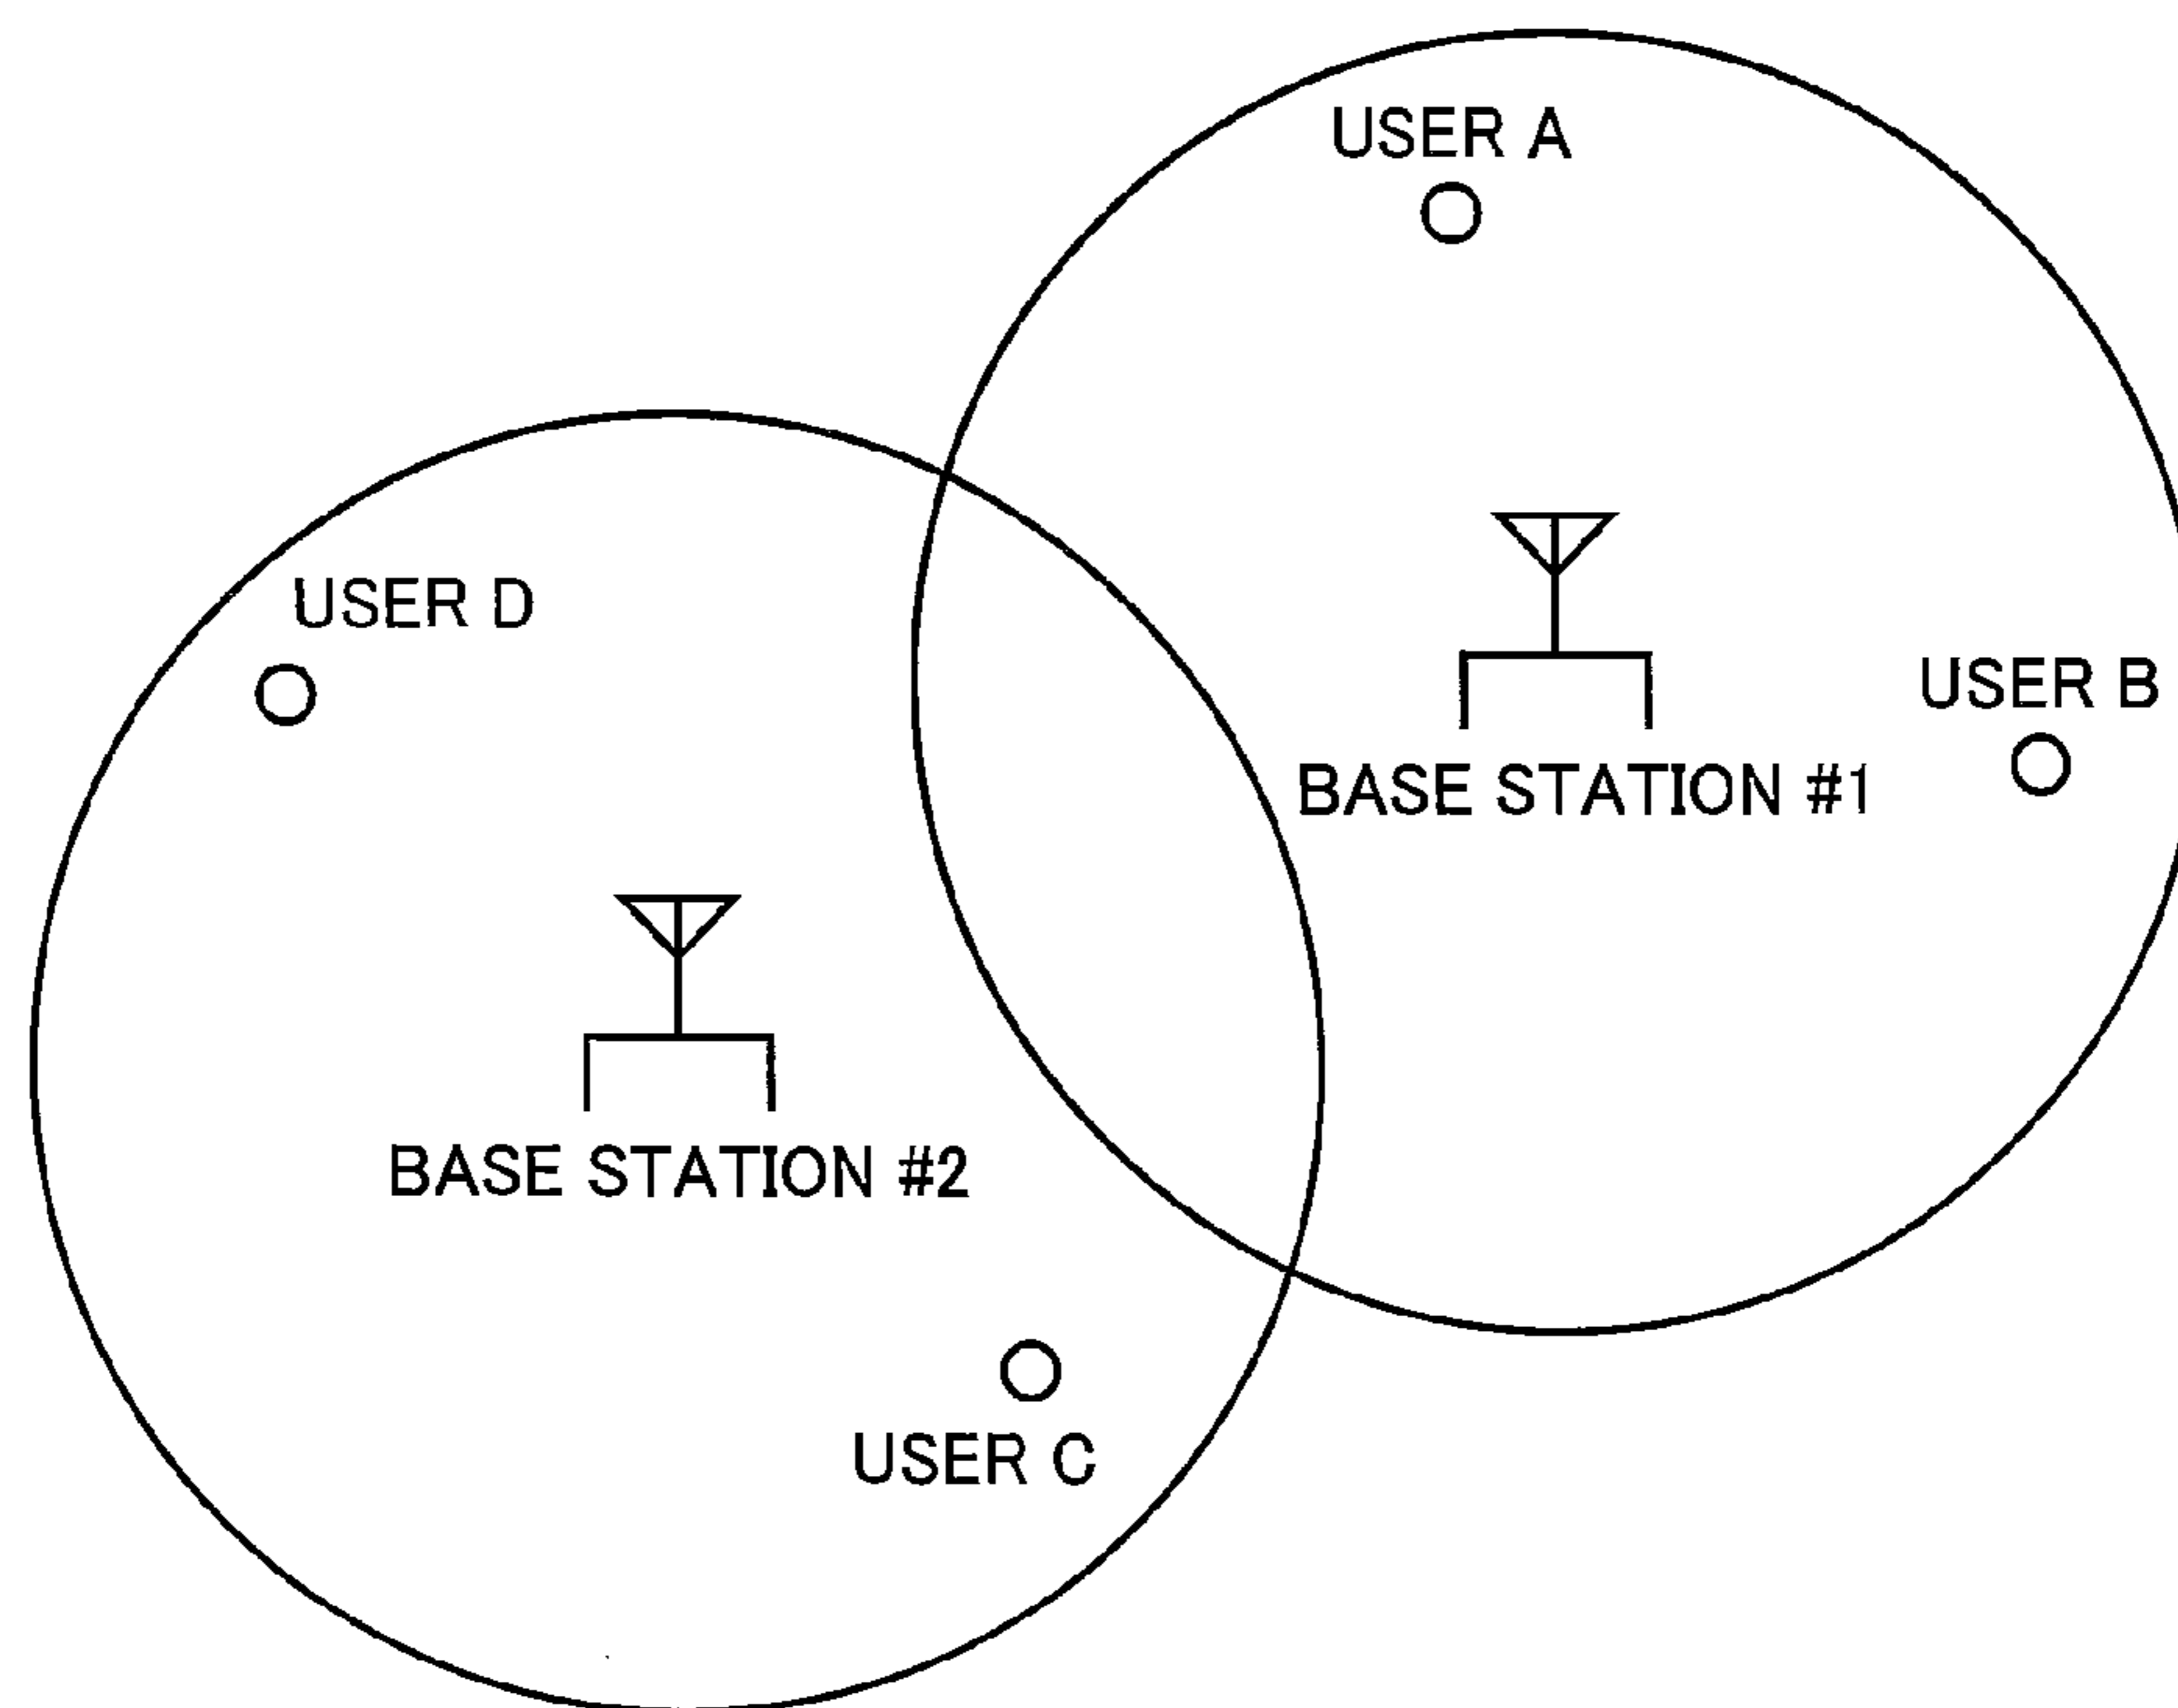 USER A
USER D
USER B
BASE STATION #1
BASE STATION #2
USER C